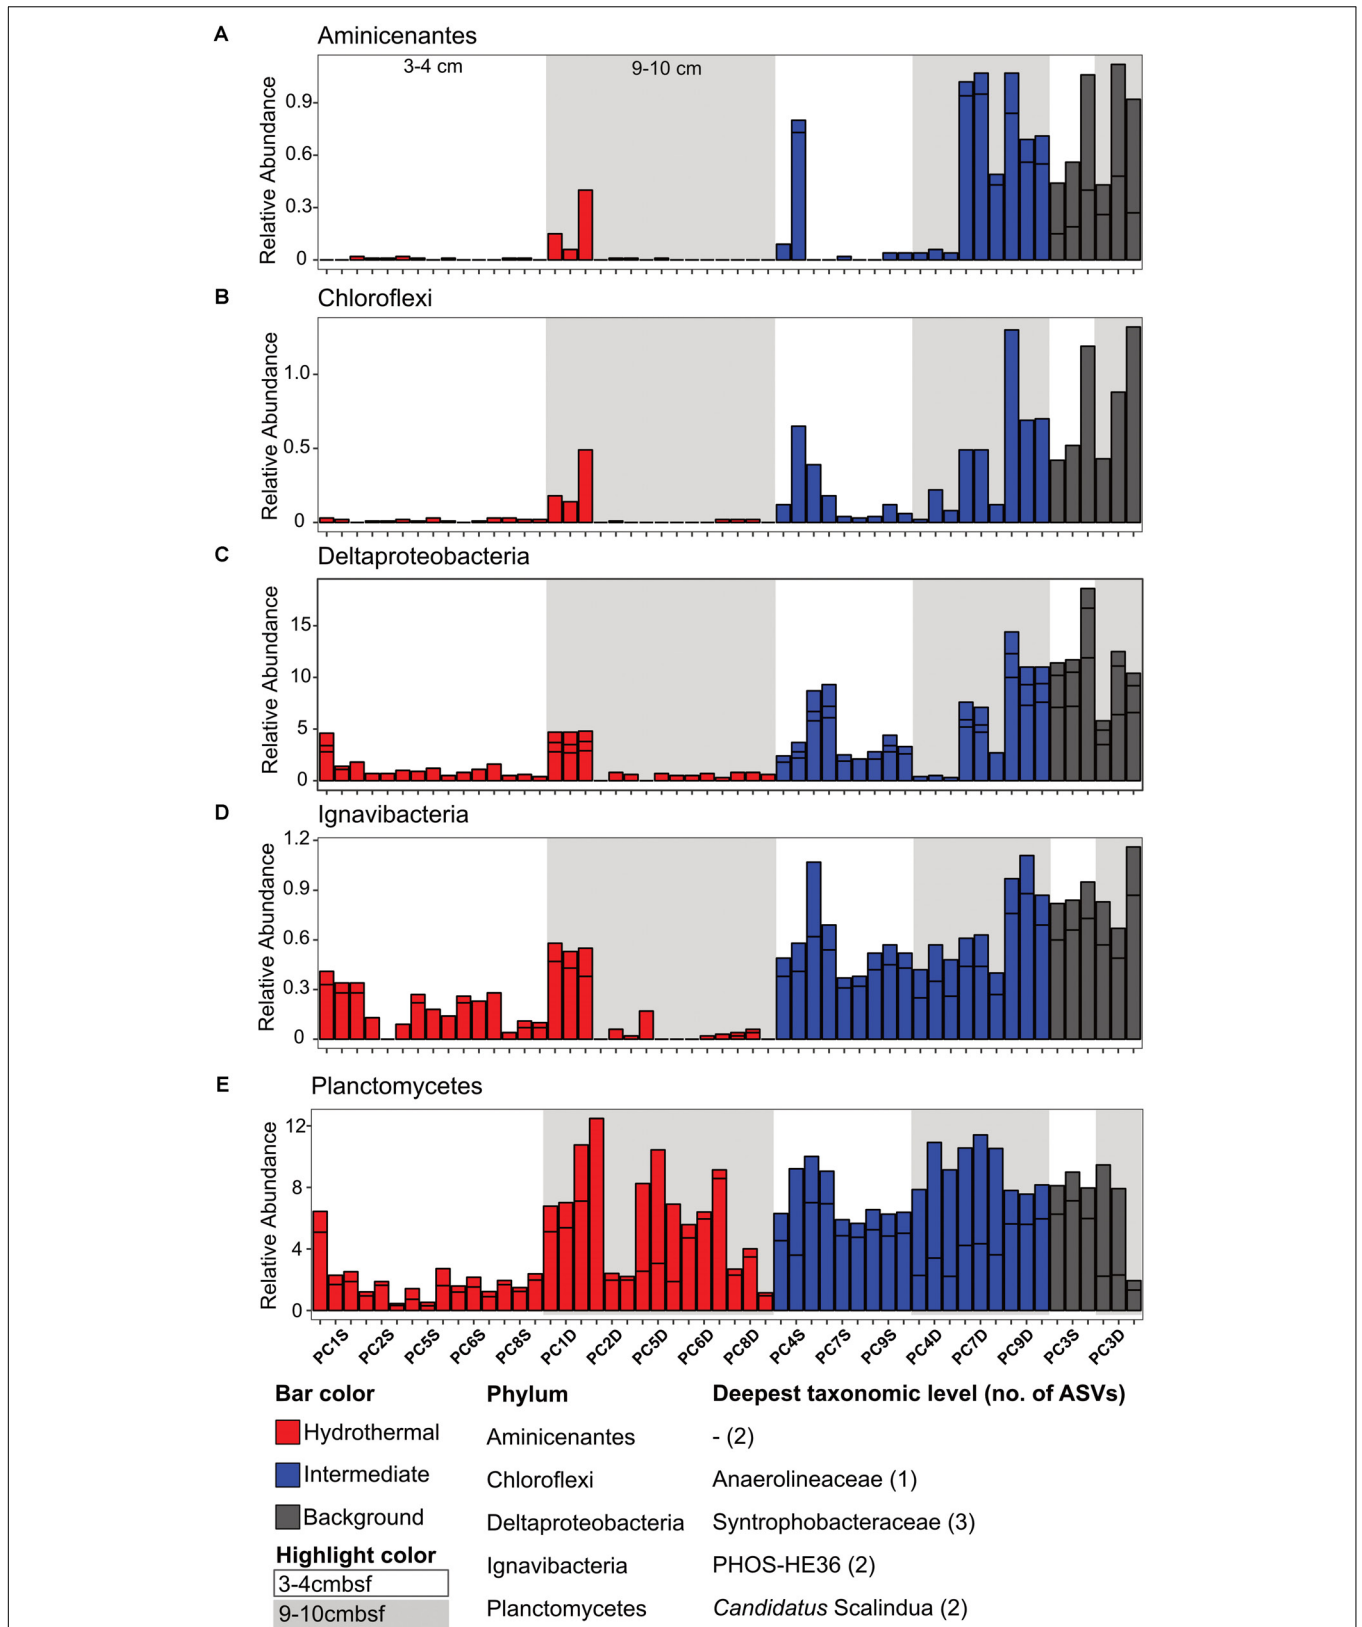 A Aminicenantes
3-4 cm 9-10 cm
Relative Abundance
0.9
0.6
0.3
0
B Chloroflexi
Relative Abundance
1.0
0.5
0
C Deltaproteobacteria
Relative Abundance
15
10
5
0
D Ignavibacteria
Relative Abundance
1.2
0.9
0.6
0.3
0
E Planctomycetes
Relative Abundance
12
8
4
0
PC1S PC2S PC5S PC6S PC8S PC1D PC2D PC5D PC6D PC8D PC4S PC7S PC9S PC4D PC7D PC9D PC3S PC3D
Bar color Phylum Deepest taxonomic level (no. of ASVs)
Hydrothermal Aminicenantes - (2)
Intermediate Chloroflexi Anaerolineaceae (1)
Background Deltaproteobacteria Syntrophobacteraceae (3)
Highlight color
3-4cmbsf Ignavibacteria PHOS-HE36 (2)
9-10cmbsf Planctomycetes Candidatus Scalindua (2)